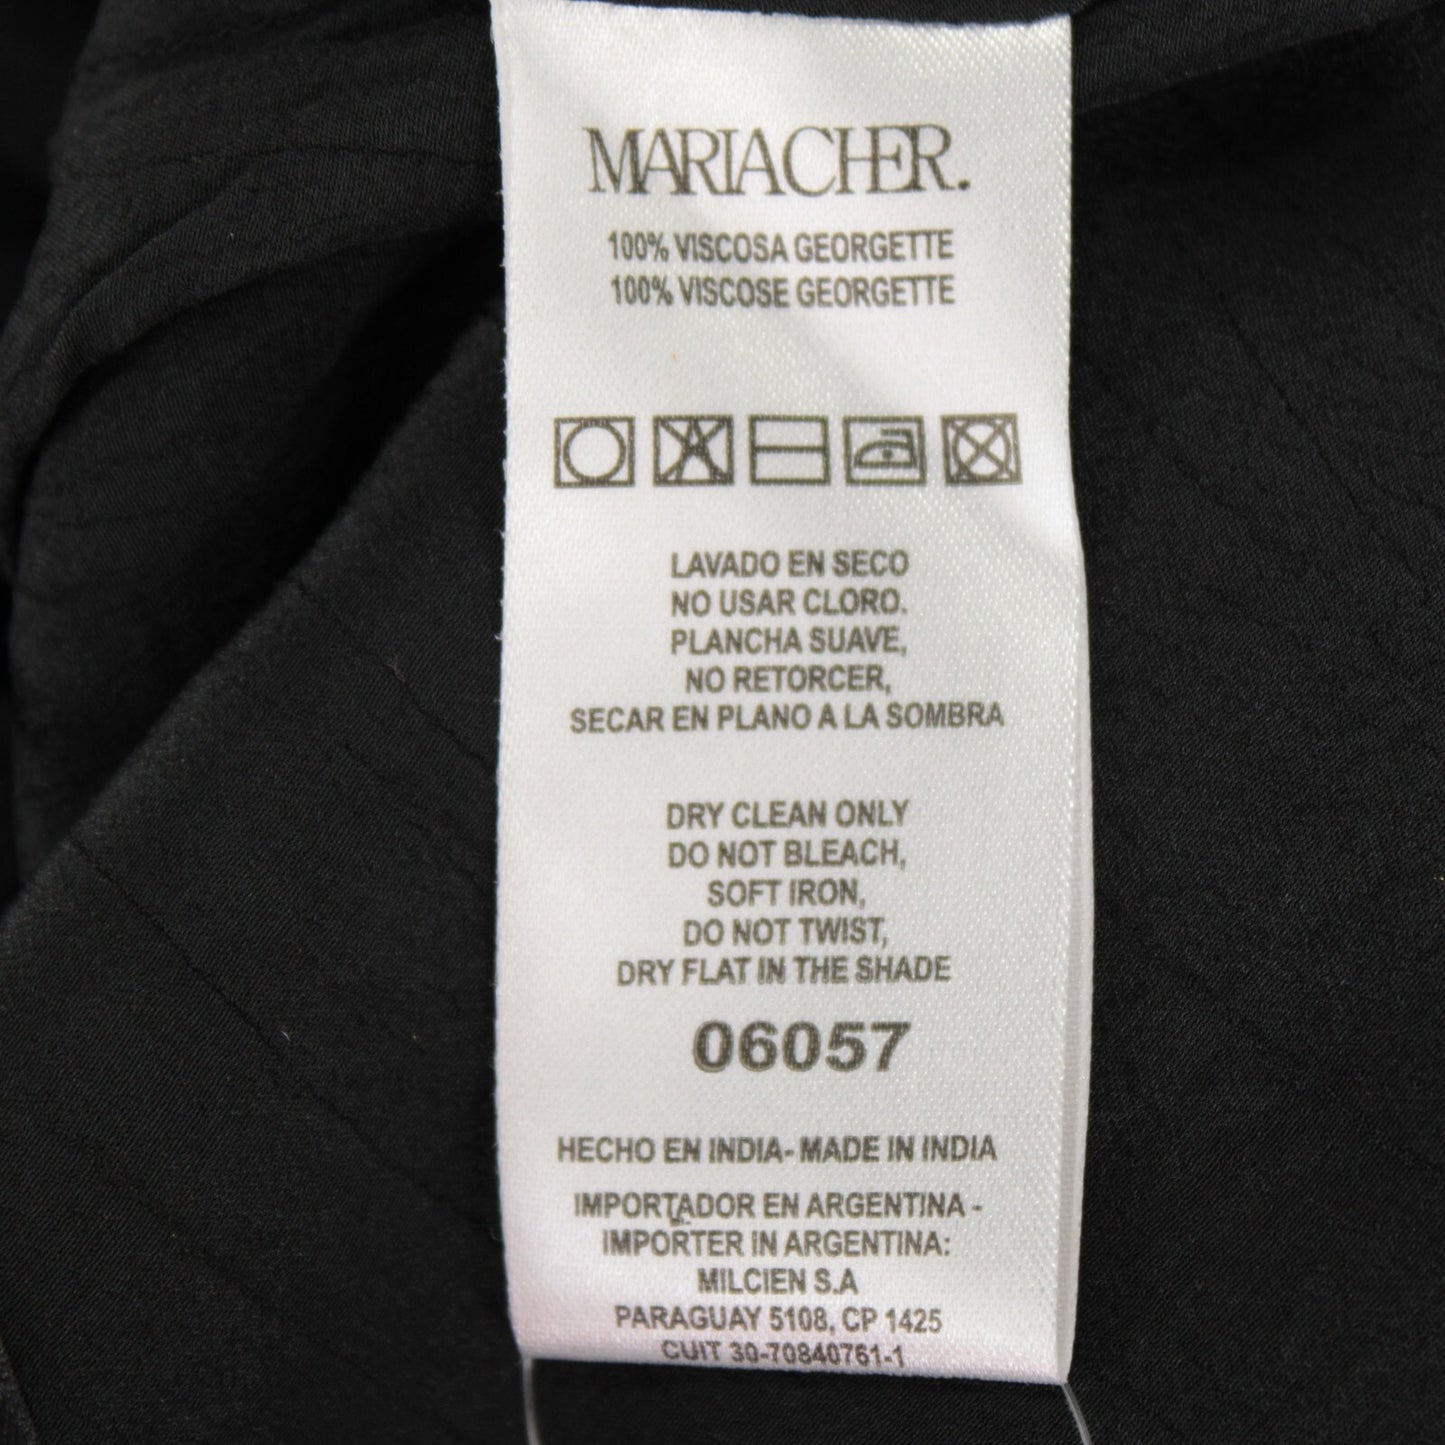 MARIACHER.
100% VISCOSA GEORGETTE
100% VISCOSE GEORGETTE
LAVADO EN SECO
NO USAR CLORO.
PLANCHA SUAVE,
NO RETORCER,
SECAR EN PLANO A LA SOMBRA
DRY CLEAN ONLY
DO NOT BLEACH,
SOFT IRON,
DO NOT TWIST,
DRY FLAT IN THE SHADE
06057
HECHO EN INDIA- MADE IN INDIA
IMPORTADOR EN ARGENTINA -
IMPORTER IN ARGENTINA:
MILCIEN S.A
PARAGUAY 5108, CP 1425
CUIT 30-70840761-1